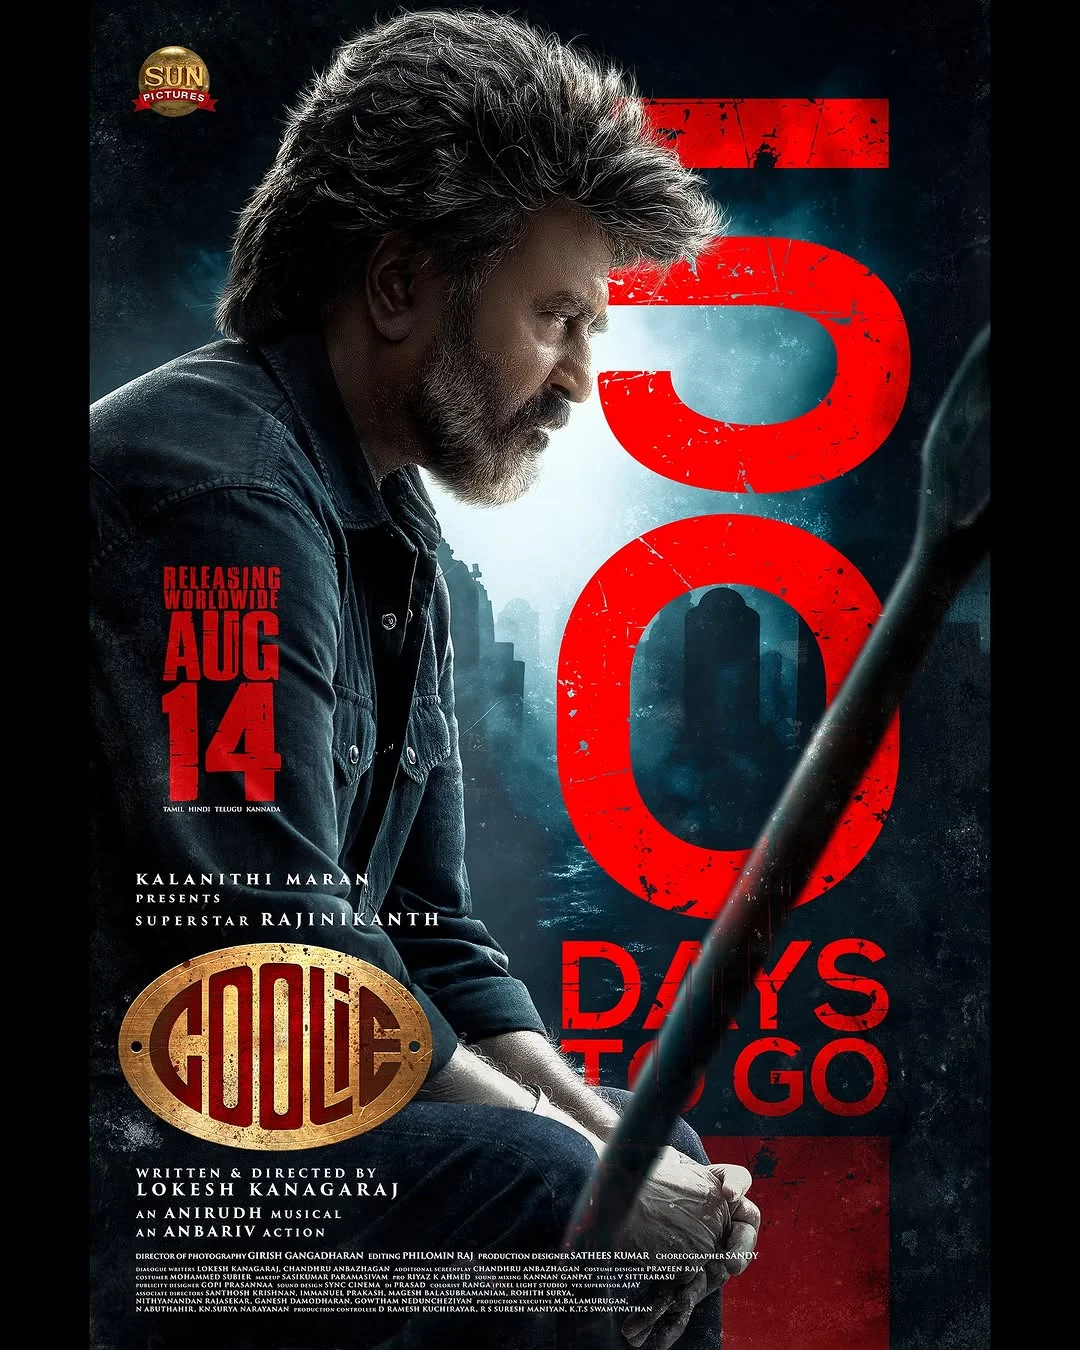 SUN
PICTURES
50
DAYS
TO GO
RELEASING
WORLDWIDE
AUG
14
TAMIL HINDI TELUGU KANNADA
KALANITHI MARAN
PRESENTS
SUPERSTAR RAJINIKANTH
COOLiE
WRITTEN & DIRECTED BY
LOKESH KANAGARAJ
AN ANIRUDH MUSICAL
AN ANBARIV ACTION
DIRECTOR OF PHOTOGRAPHY GIRISH GANGADHARAN EDITING PHILOMIN RAJ PRODUCTION DESIGNER SATHEES KUMAR CHOREOGRAPHER SANDY
DIALOGUE WRITERS LOKESH KANAGARAJ, CHANDHRU ANBAZHAGAN ADDITIONAL SCREENPLAY CHANDHRU ANBAZHAGAN COSTUME DESIGNER PRAVEEN RAJA
COSTUMER MOHAMMED SUBIER MAKEUP SASIKUMAR PARAMASIVAM PRO RIYAZ K AHMED SOUND MIXING KANNAN GANPAT STILLS V SITTRARASU
PUBLICITY DESIGNER GOPI PRASANNAA SOUND DESIGN SYNC CINEMA DI PRASAD COLORIST RANGA (PIXEL LIGHT STUDIO) VFX SUPERVISOR AJAY
ASSOCIATE DIRECTORS SANTHOSH KRISHNAN, IMMANUEL PRAKASH, MAGESH BALASUBRAMANIAM, ROHITH SURYA,
NITHYANANDAN RAJASEKAR, GANESH DAMODHARAN, GOWTHAM NEDUNCHEZIYAN PRODUCTION EXECUTIVE M.BALAMURUGAN,
N ABUTHAHIR, KN.SURYA NARAYANAN PRODUCTION CONTROLLER D RAMESH KUCHIRAYAR, R S SURESH MANIYAN, K.T.S SWAMYNATHAN